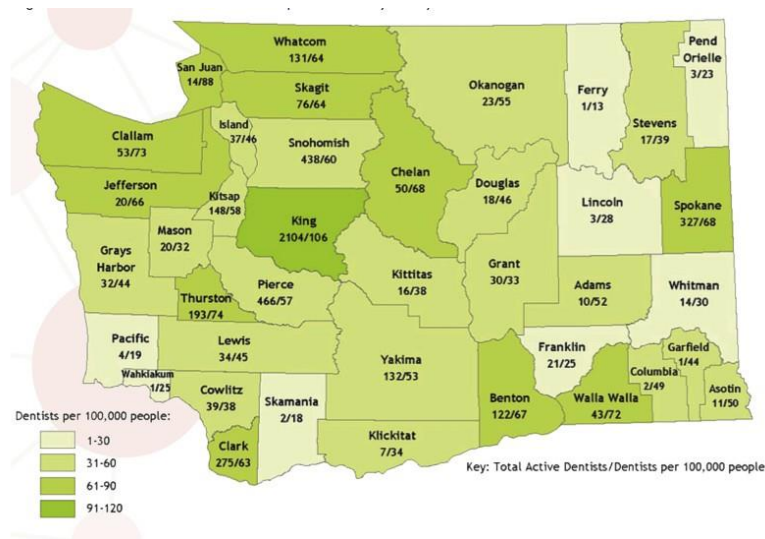 Whatcom
131/64
San Juan
14/88
Skagit
76/64
Okanogan
23/55
Ferry
1/13
Pend
Orielle
3/23
Stevens
17/39
Clallam
53/73
Island
37/46
Snohomish
438/60
Chelan
50/68
Douglas
18/46
Lincoln
3/28
Spokane
327/68
Jefferson
20/66
Kitsap
148/58
King
2104/106
Mason
20/32
Grays
Harbor
32/44
Thurston
193/74
Pierce
466/57
Kittitas
16/38
Grant
30/33
Adams
10/52
Whitman
14/30
Pacific
4/19
Wahkiakum
1/25
Lewis
34/45
Yakima
132/53
Franklin
21/25
Garfield
1/44
Columbia
2/49
Asotin
11/50
Cowlitz
39/38
Skamania
2/18
Benton
122/67
Walla Walla
43/72
Clark
275/63
Klickitat
7/34
Dentists per 100,000 people:
1-30
31-60
61-90
91-120
Key: Total Active Dentists/Dentists per 100,000 people